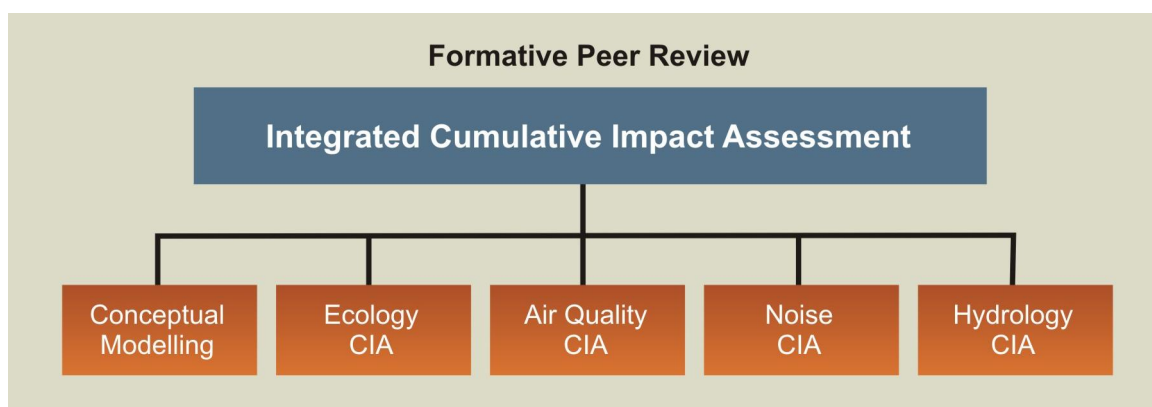 Formative Peer Review
Integrated Cumulative Impact Assessment
Conceptual
Modelling
Ecology
CIA
Air Quality
CIA
Noise
CIA
Hydrology
CIA